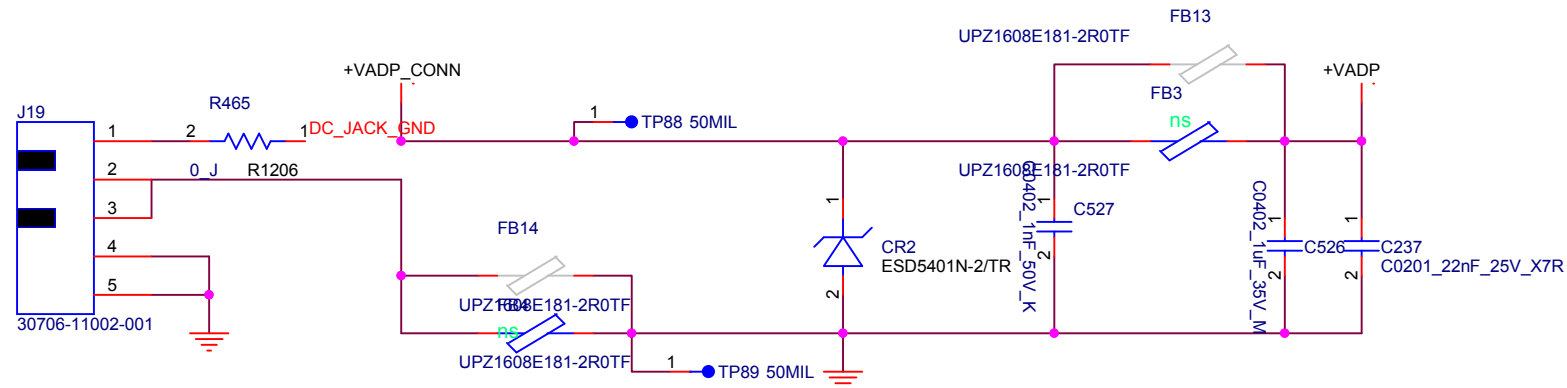 FB13
UPZ1608E181-2R0TF
+VADP_CONN
+VADP
FB3
R465
J19
1
ns
TP88 50MIL
1
2
1
DC_JACK_GND
UPZ1608E181-2R0TF
2
0_J
R1206
3
1
1
C527
2
C0402_1nF_50V_K
1
C526
2
C0402_1uF_35V_M
1
C237
C0201_22nF_25V_X7R
2
FB14
CR2
ESD5401N-2/TR
2
4
5
UPZ1608E181-2R0TF
FB4
ns
30706-11002-001
UPZ1608E181-2R0TF
1
TP89 50MIL